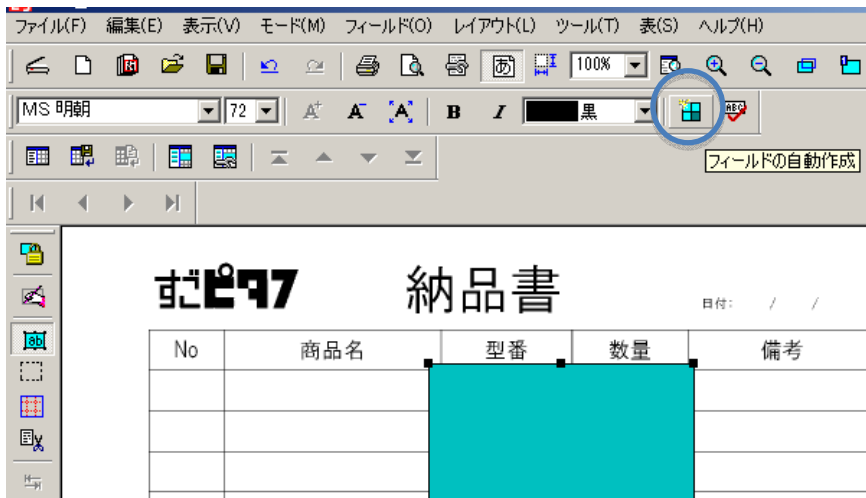 ファイル(F) 編集(E) 表示(V) モード(M) フィールド(O) レイアウト(L) ツール(T) 表(S) ヘルプ(H)
あ 100%
MS 明朝 72 A A A B I 黒 ABC
フィールドの自動作成
すごピタ7 納品書 日付: / /
ab
No 商品名 型番 数量 備考